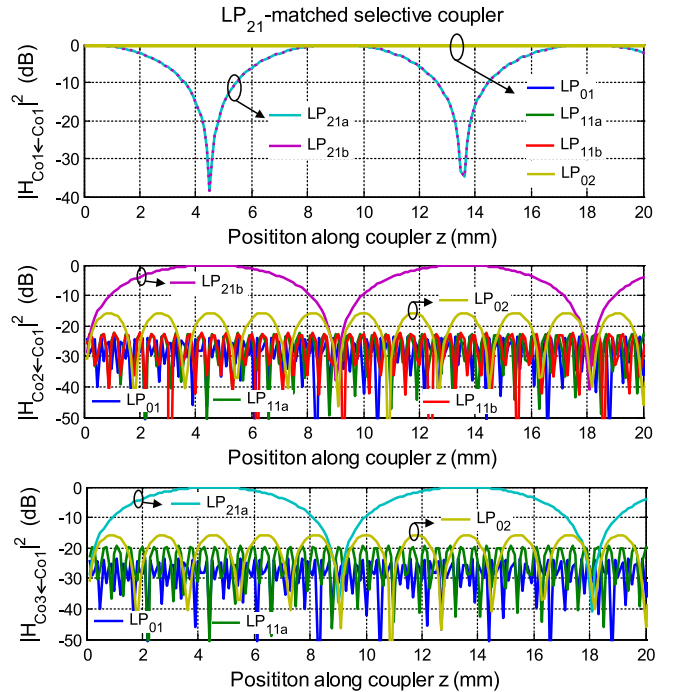 LP21-matched selective coupler
|HCo1←Co1|² (dB)
0
-10
-20
-30
-40
LP21a
LP21b
LP01
LP11a
LP11b
LP02
0 2 4 6 8 10 12 14 16 18 20
Posititon along coupler z (mm)
|HCo2←Co1|² (dB)
0
-10
-20
-30
-40
-50
LP21b
LP02
LP01
LP11a
LP11b
0 2 4 6 8 10 12 14 16 18 20
Posititon along coupler z (mm)
|HCo3←Co1|² (dB)
0
-10
-20
-30
-40
-50
LP21a
LP02
LP01
LP11a
0 2 4 6 8 10 12 14 16 18 20
Posititon along coupler z (mm)